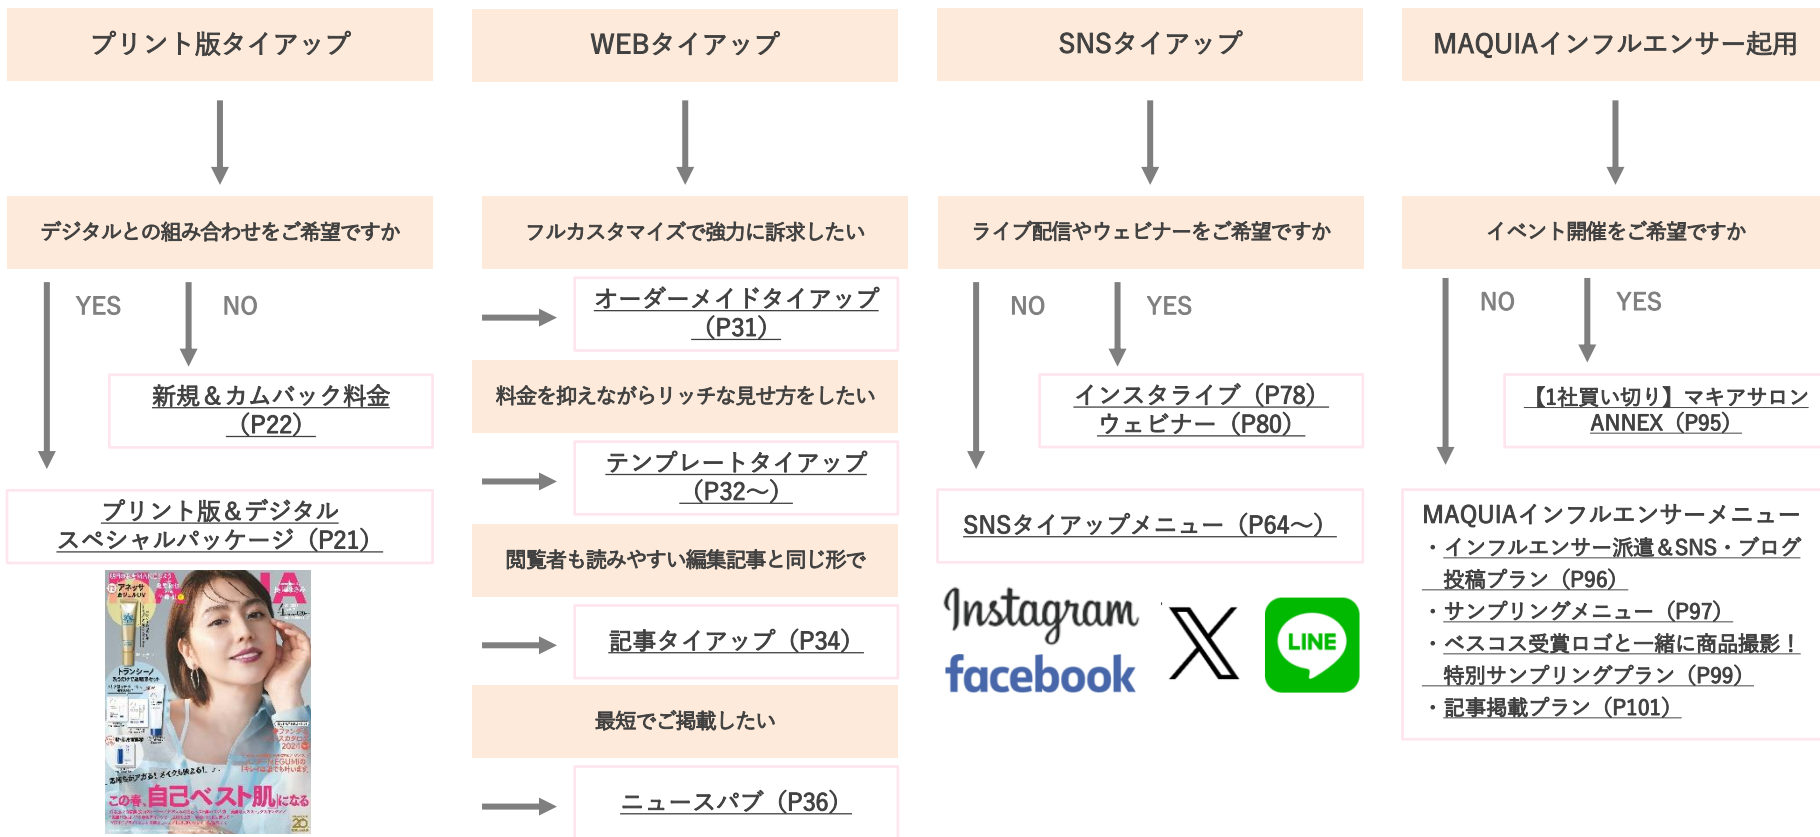 プリント版タイアップ
デジタルとの組み合わせをご希望ですか
YES
NO
新規＆カムバック料金
（P22）
プリント版＆デジタル
スペシャルパッケージ（P21）
アネッサ
トランシーノ
2024
MEGUMIの
この春、自己ベスト肌になる
20
WEBタイアップ
フルカスタマイズで強力に訴求したい
オーダーメイドタイアップ
（P31）
料金を抑えながらリッチな見せ方をしたい
テンプレートタイアップ
（P32～）
閲覧者も読みやすい編集記事と同じ形で
記事タイアップ（P34）
最短でご掲載したい
ニュースパブ（P36）
SNSタイアップ
ライブ配信やウェビナーをご希望ですか
NO
YES
インスタライブ（P78）
ウェビナー（P80）
SNSタイアップメニュー（P64～）
Instagram
facebook
X
LINE
MAQUIAインフルエンサー起用
イベント開催をご希望ですか
NO
YES
【1社買い切り】マキアサロン
ANNEX（P95）
MAQUIAインフルエンサーメニュー
・インフルエンサー派遣＆SNS・ブログ
投稿プラン（P96）
・サンプリングメニュー（P97）
・ベスコス受賞ロゴと一緒に商品撮影！
特別サンプリングプラン（P99）
・記事掲載プラン（P101）